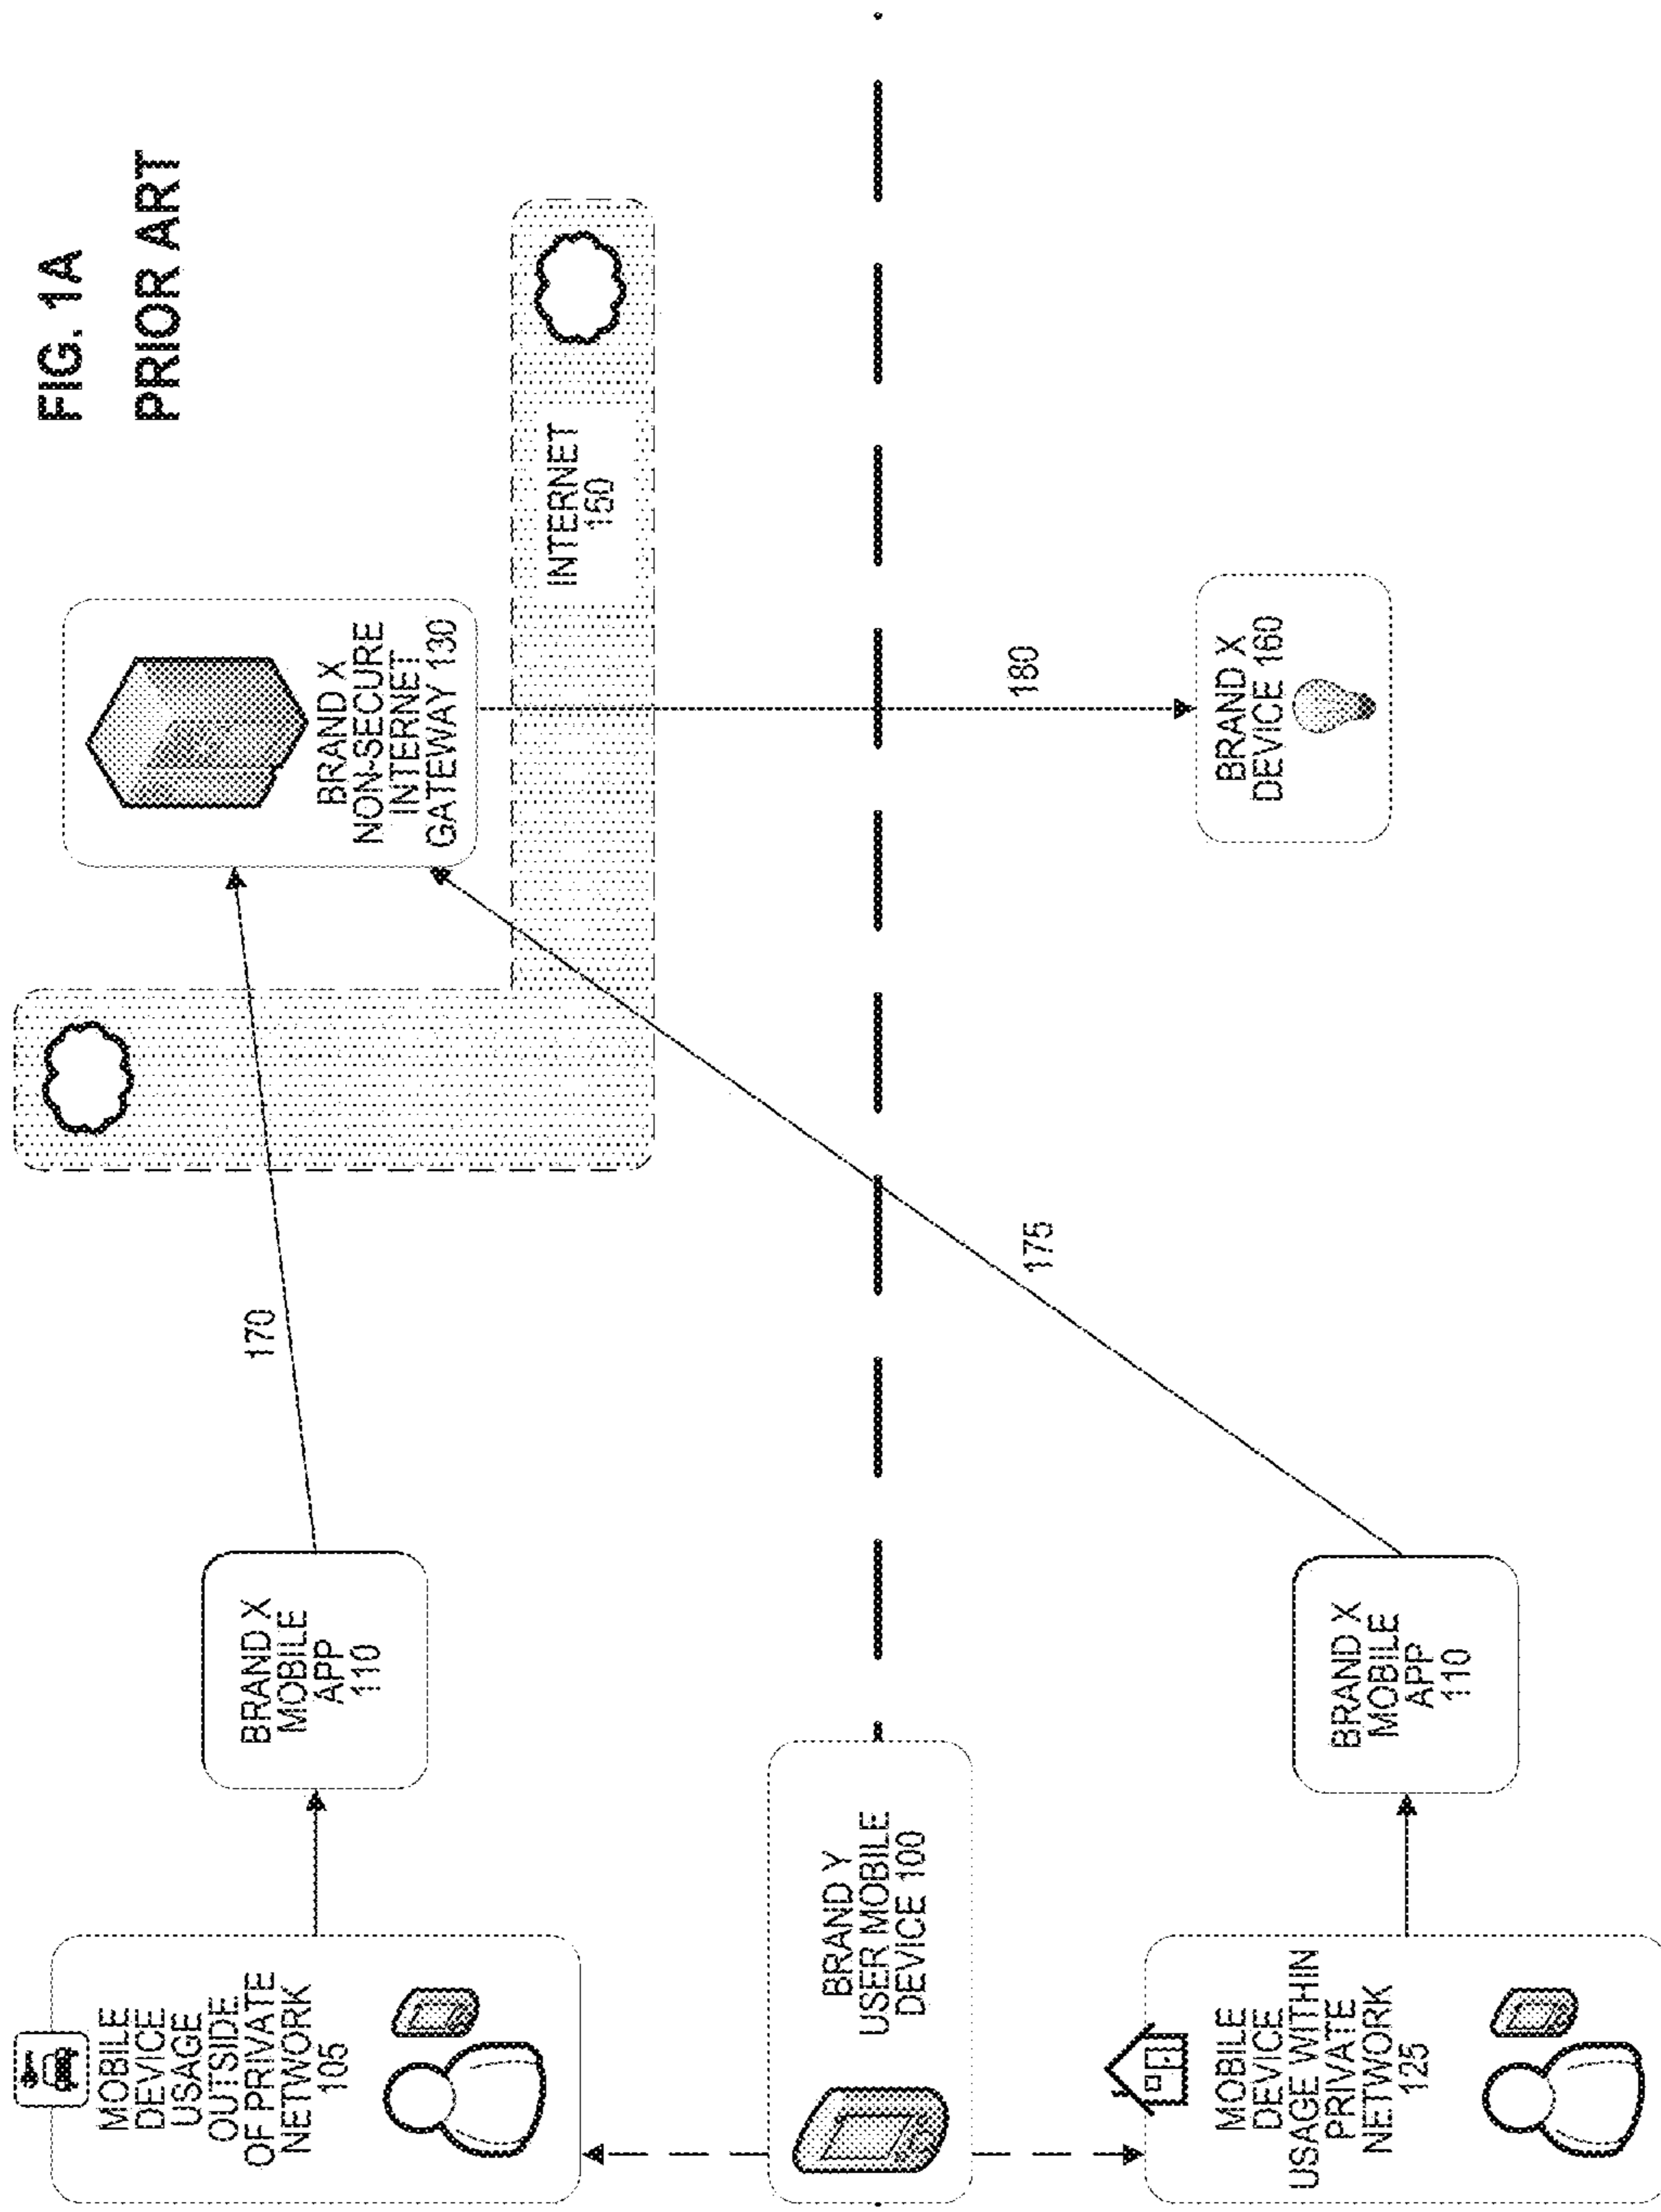 FIG. 1A
PRIOR ART
MOBILE
DEVICE
USAGE
OUTSIDE
OF PRIVATE
NETWORK
105
BRAND X
MOBILE
APP
110
170
BRAND X
NON-SECURE
INTERNET
GATEWAY 130
INTERNET
150
BRAND Y
USER MOBILE
DEVICE 100
175
180
MOBILE
DEVICE
USAGE WITHIN
PRIVATE
NETWORK
125
BRAND X
MOBILE
APP
110
BRAND X
DEVICE 160